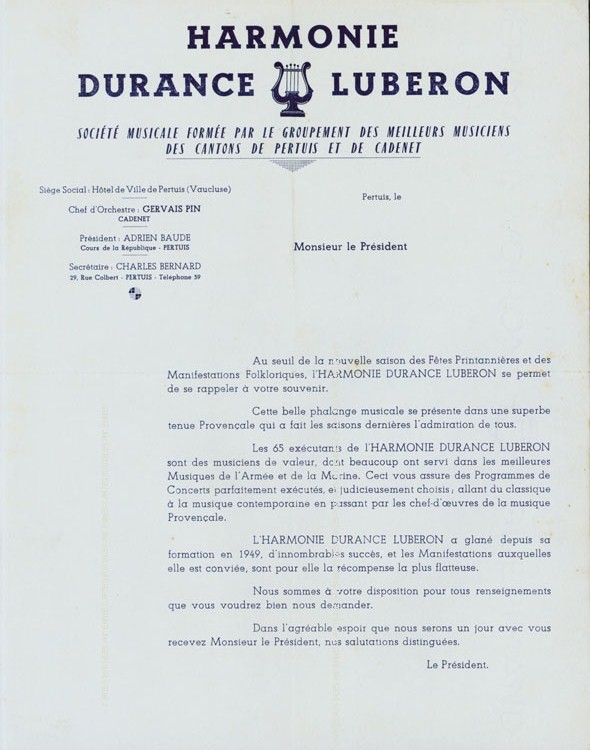 HARMONIE
DURANCE LUBERON
SOCIÉTÉ MUSICALE FORMÉE PAR LE GROUPEMENT DES MEILLEURS MUSICIENS
DES CANTONS DE PERTUIS ET DE CADENET
Siége Social : Hôtel de Ville de Pertuis (Vaucluse)
Chef d'Orchestre : GERVAIS PIN
CADENET
Président : ADRIEN BAUDE
Cours de la République - PERTUIS
Secrétaire : CHARLES BERNARD
29, Rue Colbert - PERTUIS - Téléphone 59
Pertuis, le
Monsieur le Président
Au seuil de la nouvelle saison des Fêtes Printannières et des
Manifestations Folkloriques, l'HARMONIE DURANCE LUBERON se permet
de se rappeler à votre souvenir.
Cette belle phalange musicale se présente dans une superbe
tenue Provençale qui a fait les saisons dernières l'admiration de tous.
Les 65 exécutants de l'HARMONIE DURANCE LUBERON
sont des musiciens de valeur, dont beaucoup ont servi dans les meilleures
Musiques de l'Armée et de la Marine. Ceci vous assure des Programmes de
Concerts parfaitement exécutés, et judicieusement choisis ; allant du classique
à la musique contemporaine en passant par les chef-d'œuvres de la musique
Provençale.
L'HARMONIE DURANCE LUBERON a glané depuis sa
formation en 1949, d'innombrables succès, et les Manifestations auxquelles
elle est conviée, sont pour elle la récompense la plus flatteuse.
Nous sommes à votre disposition pour tous renseignements
que vous voudrez bien nous demander.
Dans l'agréable espoir que nous serons un jour avec vous
recevez Monsieur le Président, nos salutations distinguées.
Le Président.